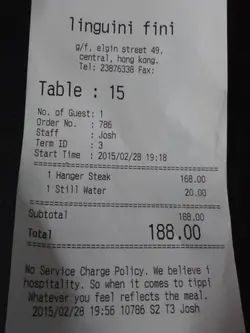 linguini fini
g/f, elgin street 49,
central, hong kong.
Tel: 23876338 Fax:
Table : 15
No. of Guest: 1
Order No. : 786
Staff : Josh
Term ID : 3
Start Time : 2015/02/28 19:18
1 Hanger Steak 168.00
1 Still Water 20.00
Subtotal 188.00
Total 188.00
No Service Charge Policy. We believe i
hospitality. So when it comes to tippi
Whatever you feel reflects the meal.
2015/02/28 19:56 10786 S2 T3 Josh